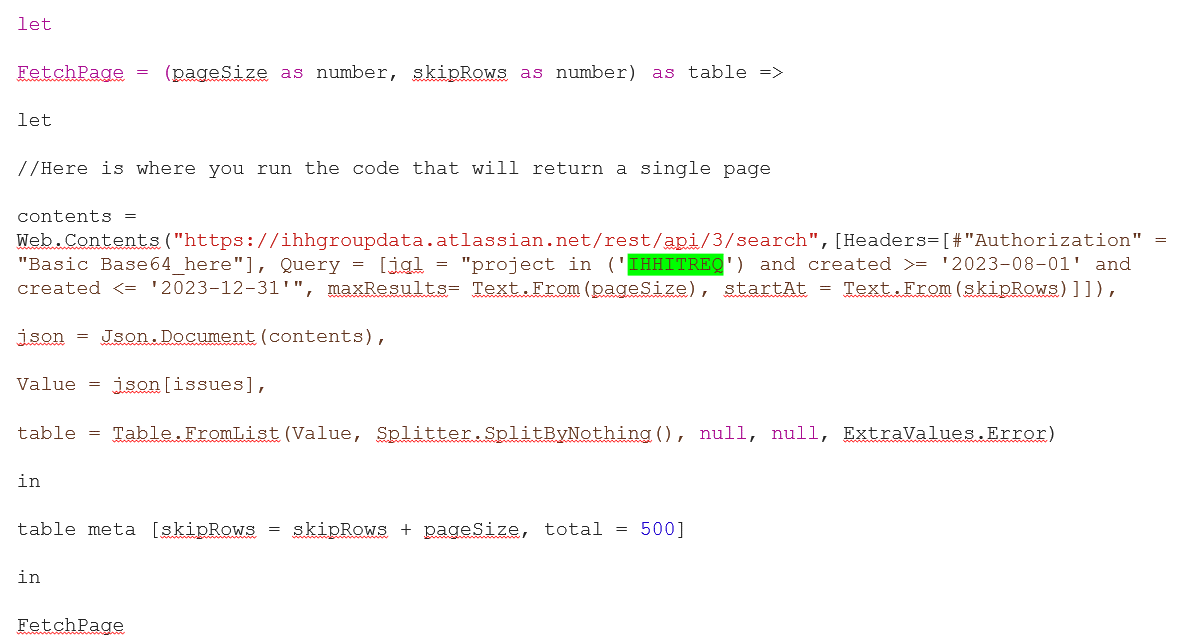 let
FetchPage = (pageSize as number, skipRows as number) as table =>
let
//Here is where you run the code that will return a single page
contents =
Web.Contents("https://ihhgroupdata.atlassian.net/rest/api/3/search",[Headers=[#"Authorization" =
"Basic Base64_here"], Query = [jql = "project in ('IHHITREQ') and created >= '2023-08-01' and
created <= '2023-12-31'", maxResults= Text.From(pageSize), startAt = Text.From(skipRows)]]),
json = Json.Document(contents),
Value = json[issues],
table = Table.FromList(Value, Splitter.SplitByNothing(), null, null, ExtraValues.Error)
in
table meta [skipRows = skipRows + pageSize, total = 500]
in
FetchPage